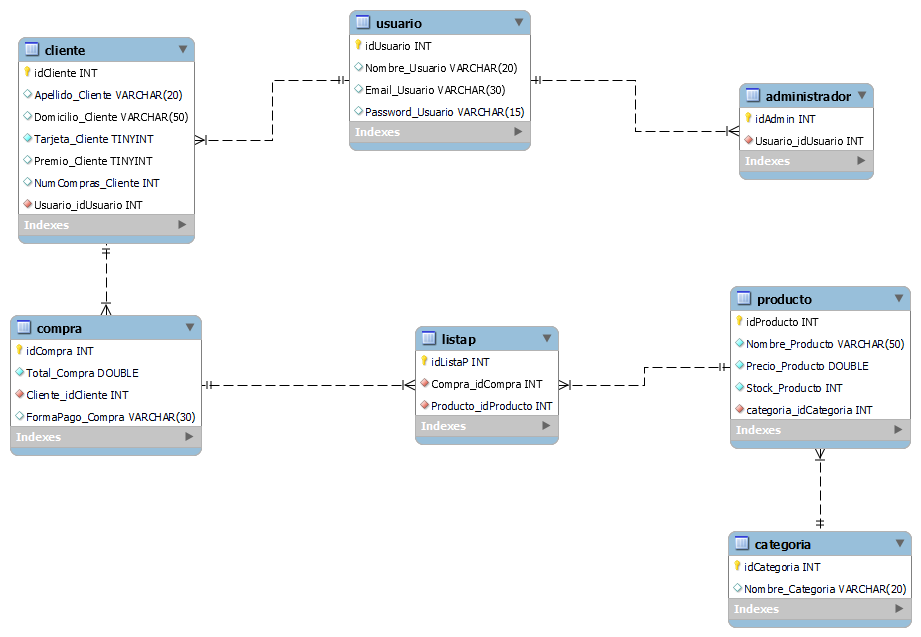 usuario
idUsuario INT
Nombre_Usuario VARCHAR(20)
Email_Usuario VARCHAR(30)
Password_Usuario VARCHAR(15)
Indexes
cliente
idCliente INT
Apellido_Cliente VARCHAR(20)
Domicilio_Cliente VARCHAR(50)
Tarjeta_Cliente TINYINT
Premio_Cliente TINYINT
NumCompras_Cliente INT
Usuario_idUsuario INT
Indexes
administrador
idAdmin INT
Usuario_idUsuario INT
Indexes
compra
idCompra INT
Total_Compra DOUBLE
Cliente_idCliente INT
FormaPago_Compra VARCHAR(30)
Indexes
listap
idListaP INT
Compra_idCompra INT
Producto_idProducto INT
Indexes
producto
idProducto INT
Nombre_Producto VARCHAR(50)
Precio_Producto DOUBLE
Stock_Producto INT
categoria_idCategoria INT
Indexes
categoria
idCategoria INT
Nombre_Categoria VARCHAR(20)
Indexes